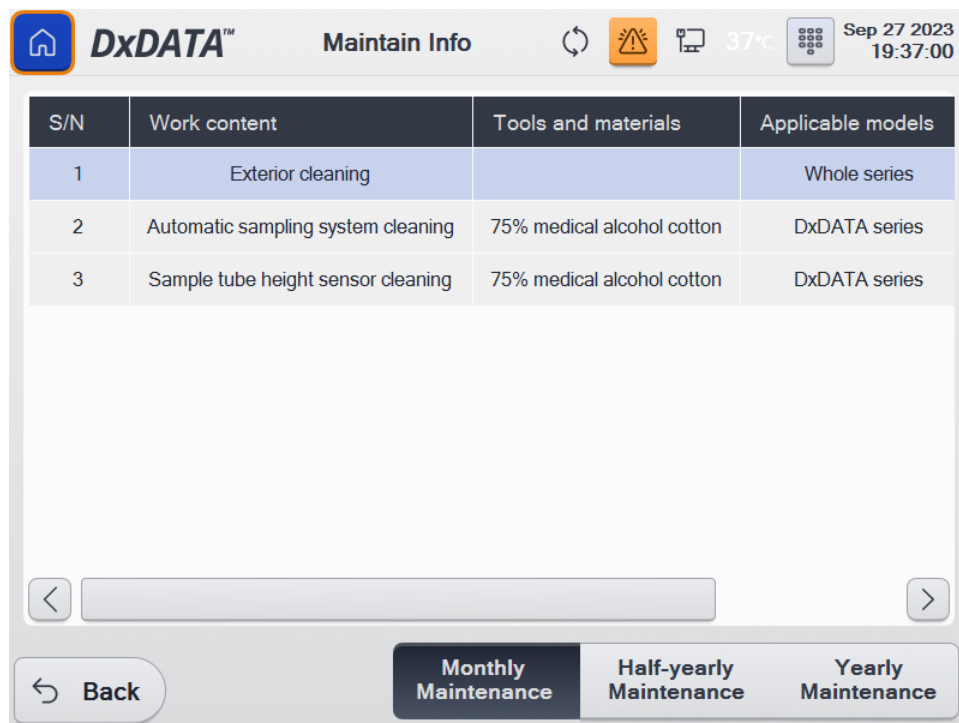 DxDATA™ Maintain Info 37°C Sep 27 2023
19:37:00
S/N Work content Tools and materials Applicable models
1 Exterior cleaning Whole series
2 Automatic sampling system cleaning 75% medical alcohol cotton DxDATA series
3 Sample tube height sensor cleaning 75% medical alcohol cotton DxDATA series
Back
Monthly
Maintenance
Half-yearly
Maintenance
Yearly
Maintenance